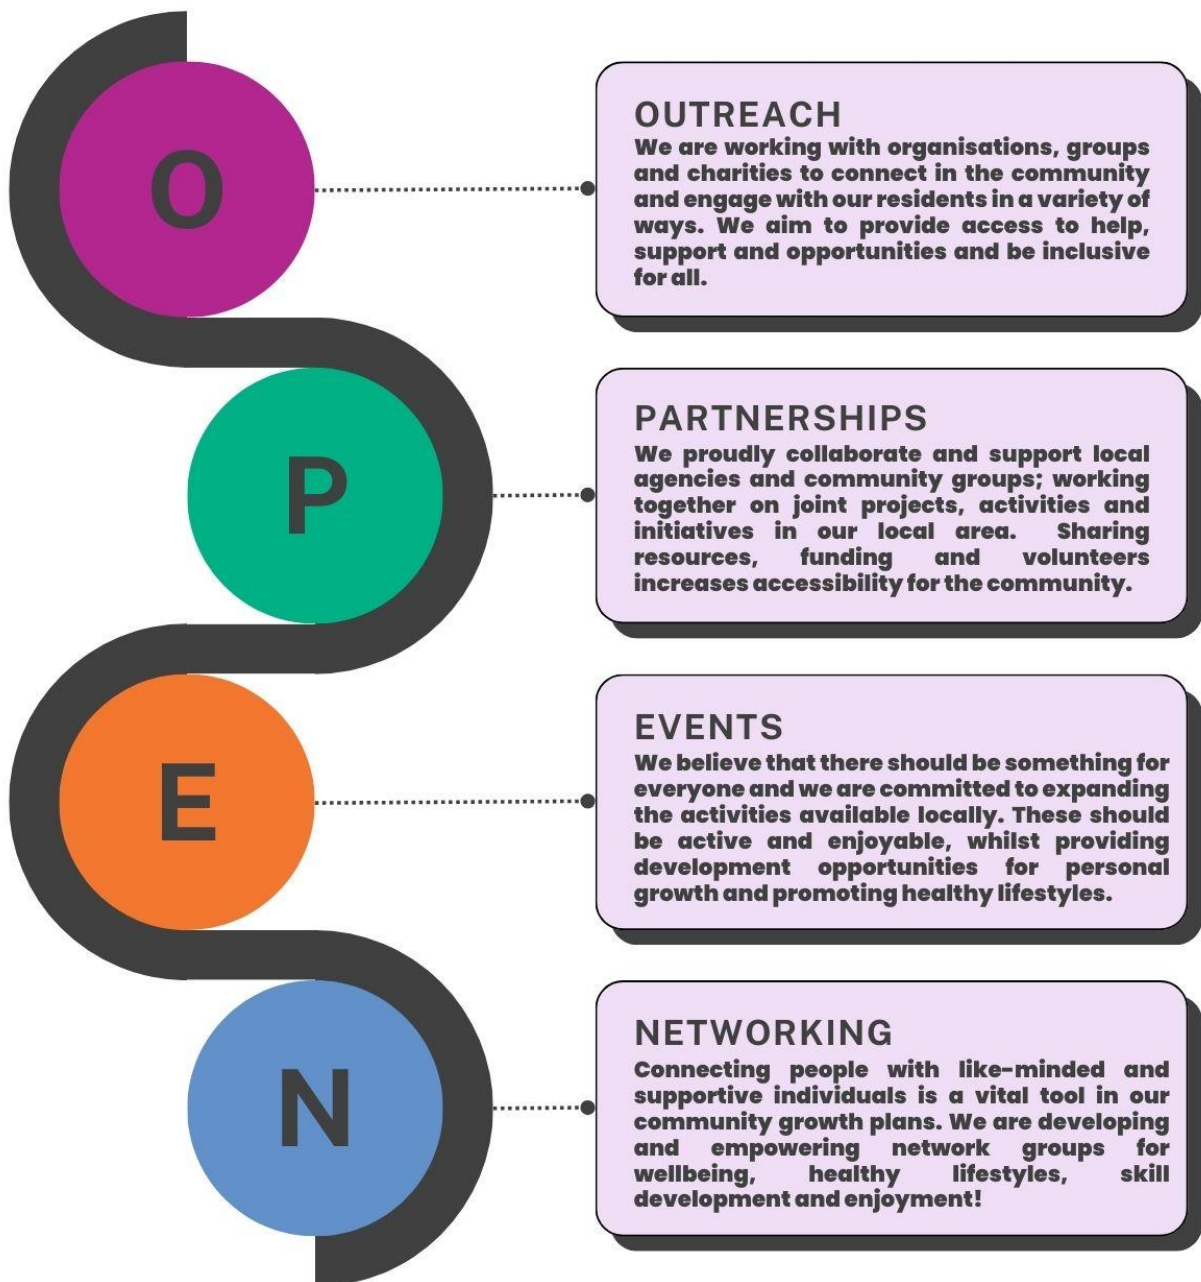 O
OUTREACH
We are working with organisations, groups
and charities to connect in the community
and engage with our residents in a variety of
ways. We aim to provide access to help,
support and opportunities and be inclusive
for all.
P
PARTNERSHIPS
We proudly collaborate and support local
agencies and community groups; working
together on joint projects, activities and
initiatives in our local area. Sharing
resources, funding and volunteers
increases accessibility for the community.
E
EVENTS
We believe that there should be something for
everyone and we are committed to expanding
the activities available locally. These should
be active and enjoyable, whilst providing
development opportunities for personal
growth and promoting healthy lifestyles.
N
NETWORKING
Connecting people with like-minded and
supportive individuals is a vital tool in our
community growth plans. We are developing
and empowering network groups for
wellbeing, healthy lifestyles, skill
development and enjoyment!